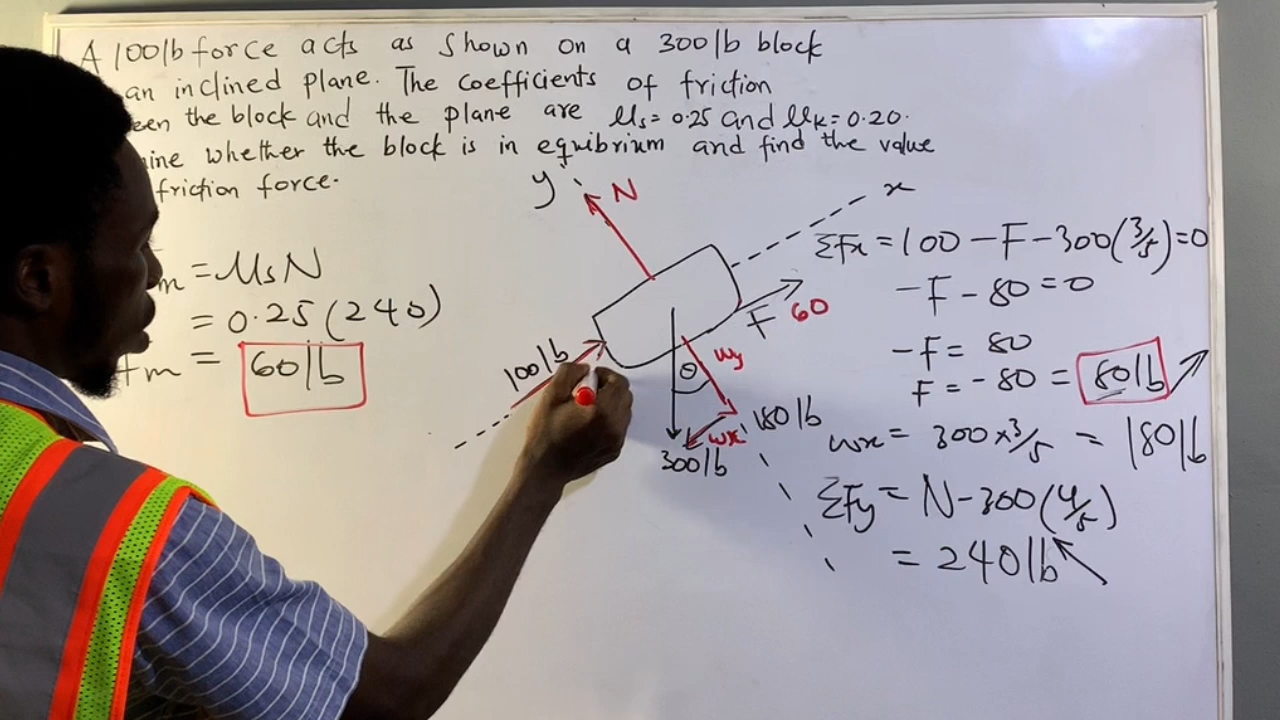 A 100lb force acts as shown on a 300lb block
an inclined plane. The coefficients of friction
een the block and the plane are μs = 0.25 and μk = 0.20.
ine whether the block is in equibrium and find the value
friction force.
m = μsN
= 0.25(240)
Fm = 60lb
y
N
x
100lb
F 60
θ
wy
wx
180lb
300lb
ΣFx = 100 - F - 300(3/5) = 0
-F - 80 = 0
-F = 80
F = -80 = 80lb
wx = 300 x 3/5 = 180lb
ΣFy = N - 300(4/5)
= 240lb